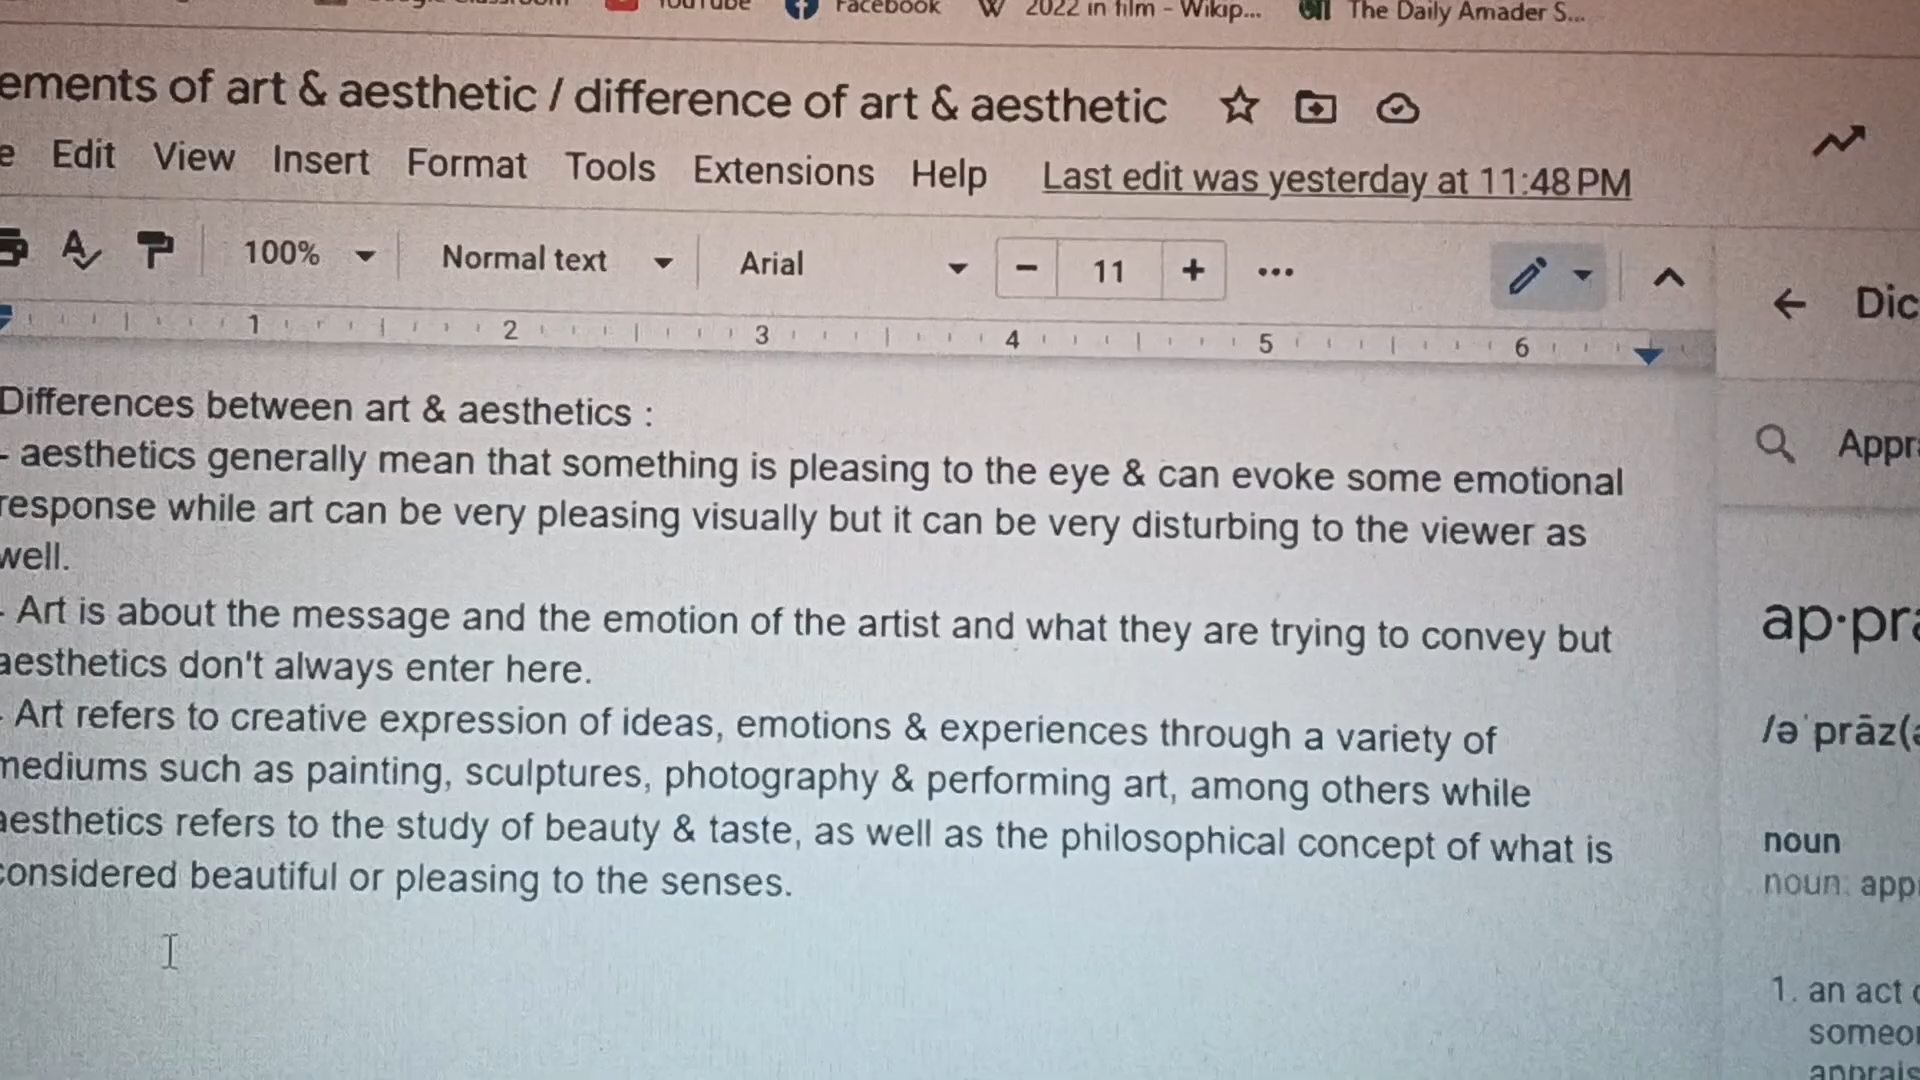 YouTube Facebook W 2022 in film - Wikip... The Daily Amader S...
ements of art & aesthetic / difference of art & aesthetic
e Edit View Insert Format Tools Extensions Help Last edit was yesterday at 11:48 PM
100% Normal text Arial − 11 + ...
1 2 3 4 5 6
Dic
Differences between art & aesthetics :
- aesthetics generally mean that something is pleasing to the eye & can evoke some emotional
response while art can be very pleasing visually but it can be very disturbing to the viewer as
well.
- Art is about the message and the emotion of the artist and what they are trying to convey but
aesthetics don't always enter here.
- Art refers to creative expression of ideas, emotions & experiences through a variety of
mediums such as painting, sculptures, photography & performing art, among others while
aesthetics refers to the study of beauty & taste, as well as the philosophical concept of what is
considered beautiful or pleasing to the senses.
Appr
ap·pra
/əˈprāz(ə
noun
noun: app
1. an act
someo
apprais